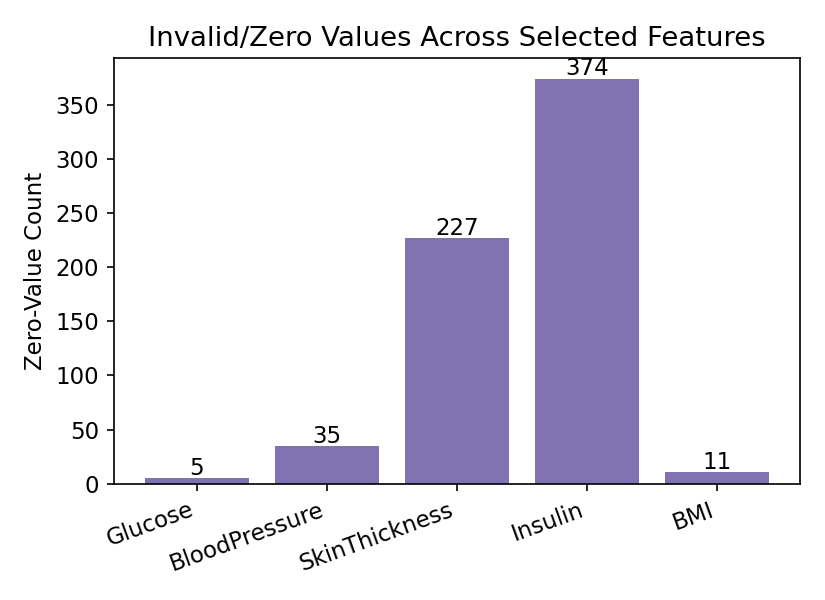 Invalid/Zero Values Across Selected Features
Zero-Value Count
350
300
250
200
150
100
50
0
5
35
227
374
11
Glucose
BloodPressure
SkinThickness
Insulin
BMI